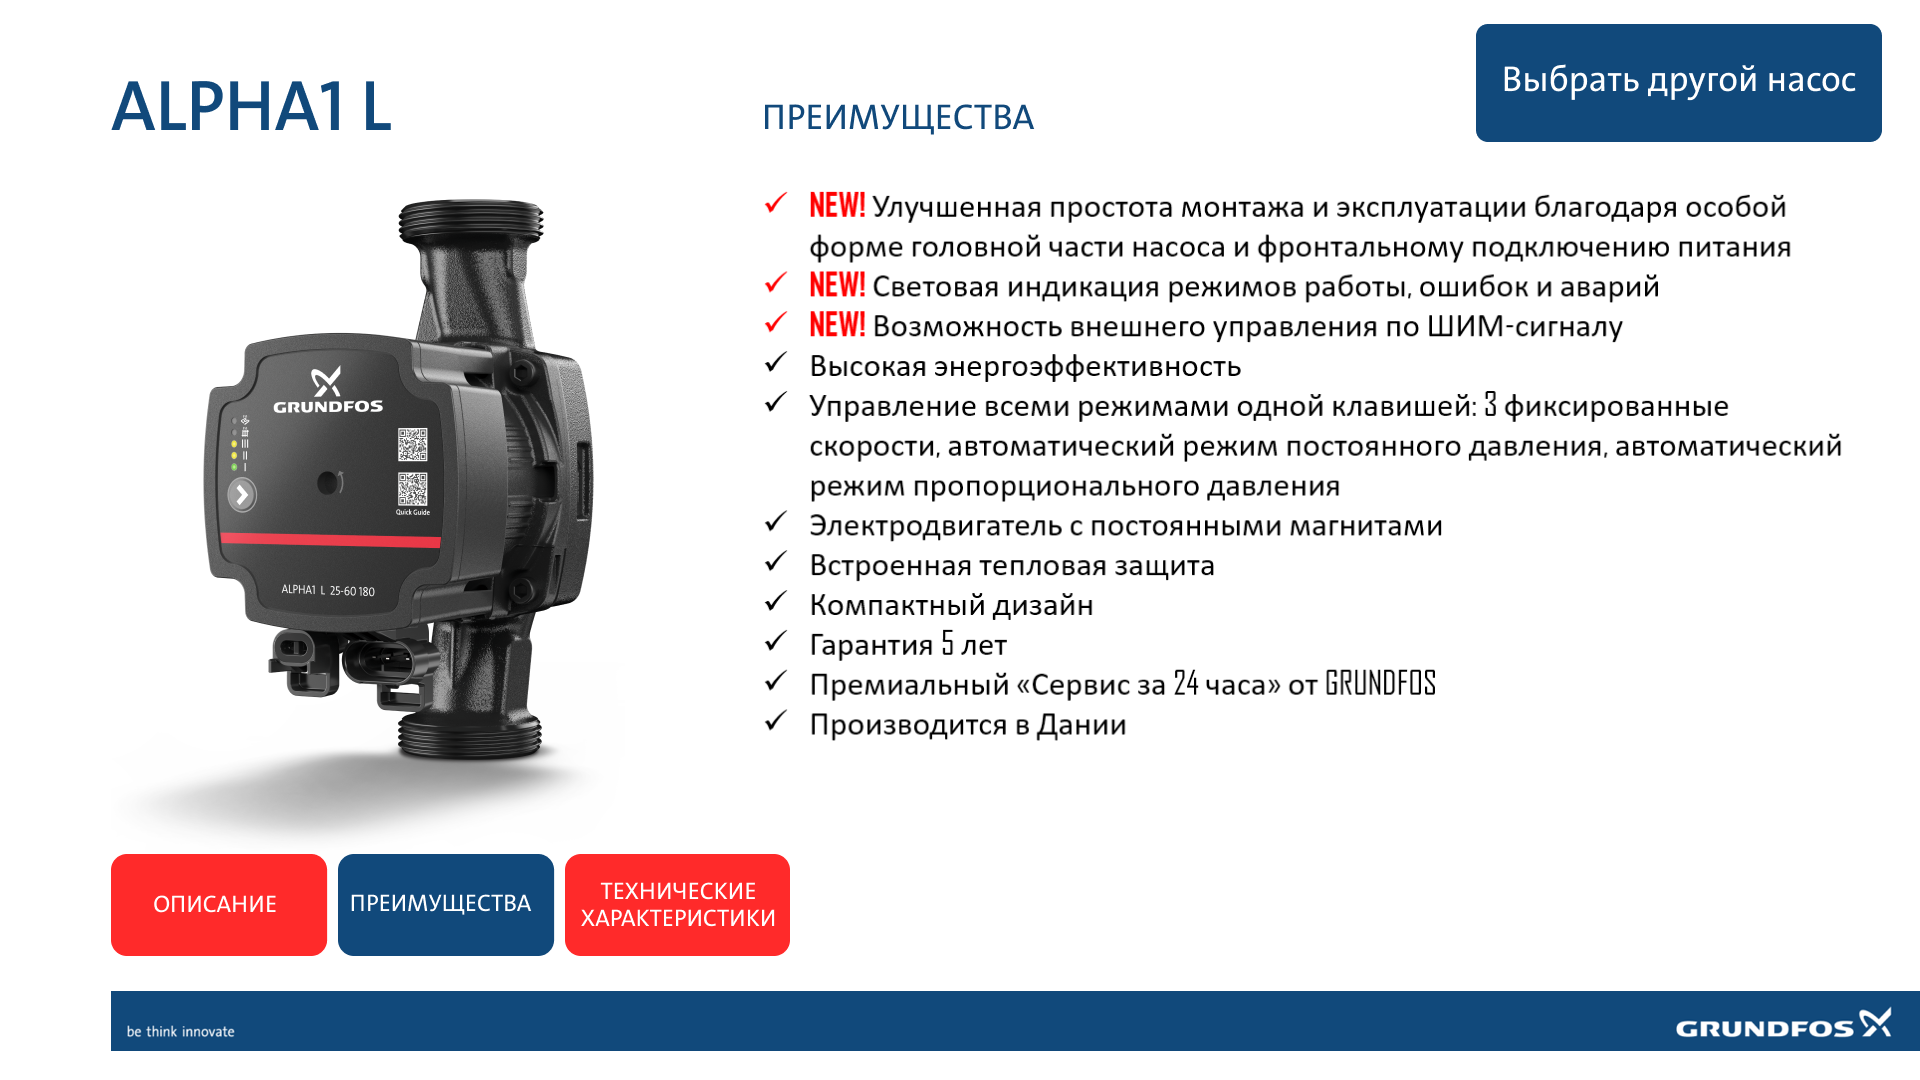 ALPHA1 L
ПРЕИМУЩЕСТВА
Выбрать другой насос
NEW! Улучшенная простота монтажа и эксплуатации благодаря особой
форме головной части насоса и фронтальному подключению питания
NEW! Световая индикация режимов работы, ошибок и аварий
NEW! Возможность внешнего управления по ШИМ-сигналу
Высокая энергоэффективность
Управление всеми режимами одной клавишей: 3 фиксированные
скорости, автоматический режим постоянного давления, автоматический
режим пропорционального давления
Электродвигатель с постоянными магнитами
Встроенная тепловая защита
Компактный дизайн
Гарантия 5 лет
Премиальный «Сервис за 24 часа» от GRUNDFOS
Производится в Дании
GRUNDFOS
Quick Guide
ALPHA1 L 25-60 180
ОПИСАНИЕ
ПРЕИМУЩЕСТВА
ТЕХНИЧЕСКИЕ
ХАРАКТЕРИСТИКИ
be think innovate
GRUNDFOS